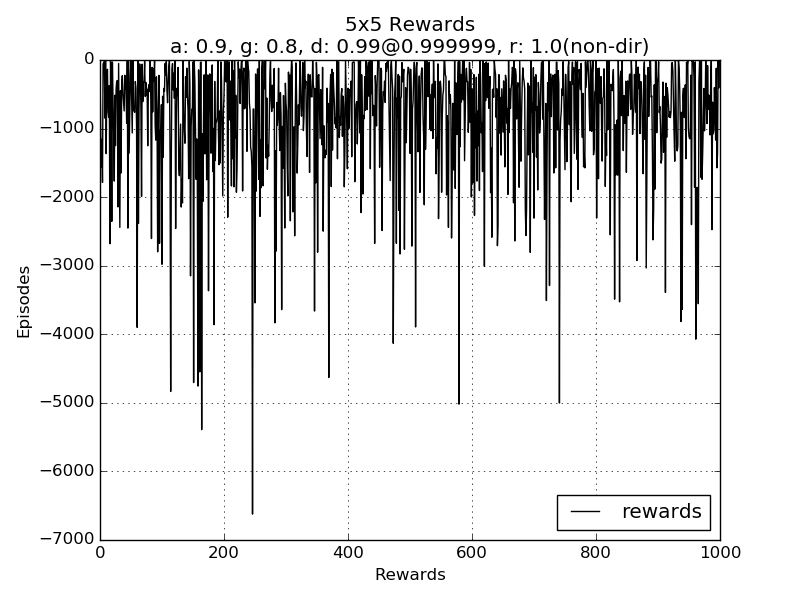 5x5 Rewards
a: 0.9, g: 0.8, d: 0.99@0.999999, r: 1.0(non-dir)
0
−1000
−2000
−3000
−4000
−5000
−6000
−7000
Episodes
rewards
0 200 400 600 800 1000
Rewards